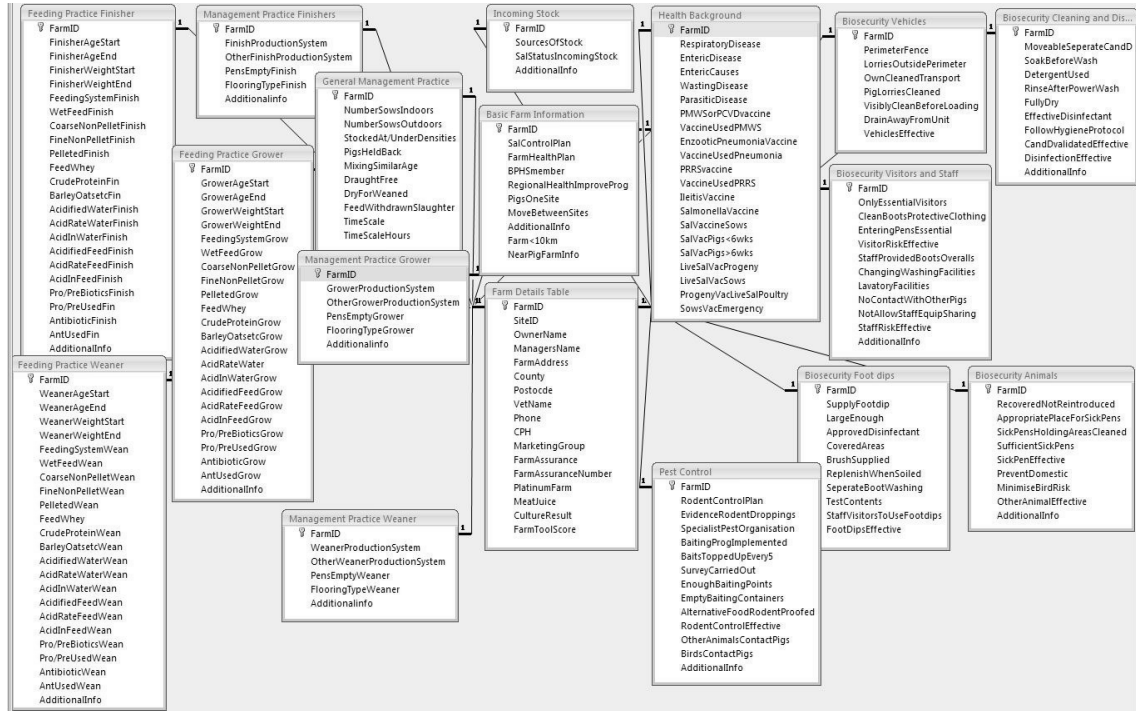 Feeding Practice Finisher
FarmID
FinisherAgeStart
FinisherAgeEnd
FinisherWeightStart
FinisherWeightEnd
FeedingSystemFinish
WetFeedFinish
CoarseNonPelletFinish
FineNonPelletFinish
PelletedFinish
FeedWhey
CrudeProteinFin
BarleyOatsetcFin
AcidifiedWaterFinish
AcidRateWaterFinish
AcidInWaterFinish
AcidifiedFeedFinish
AcidRateFeedFinish
AcidInFeedFinish
Pro/PreBioticsFinish
Pro/PreUsedFin
AntibioticFinish
AntUsedFin
AdditionalInfo
Feeding Practice Weaner
FarmID
WeanerAgeStart
WeanerAgeEnd
WeanerWeightStart
WeanerWeightEnd
FeedingSystemWean
WetFeedWean
CoarseNonPelletWean
FineNonPelletWean
PelletedWean
FeedWhey
CrudeProteinWean
BarleyOatsetcWean
AcidifiedWaterWean
AcidRateWaterWean
AcidInWaterWean
AcidifiedFeedWean
AcidRateFeedWean
AcidInFeedWean
Pro/PreBioticsWean
Pro/PreUsedWean
AntibioticWean
AntUsedWean
AdditionalInfo
Management Practice Finishers
FarmID
FinishProductionSystem
OtherFinishProductionSystem
PensEmptyFinish
FlooringTypeFinish
Additionalinfo
Feeding Practice Grower
FarmID
GrowerAgeStart
GrowerAgeEnd
GrowerWeightStart
GrowerWeightEnd
FeedingSystemGrow
WetFeedGrow
CoarseNonPelletGrow
FineNonPelletGrow
PelletedGrow
FeedWhey
CrudeProteinGrow
BarleyOatsetcGrow
AcidifiedWaterGrow
AcidRateWater
AcidInWaterGrow
AcidifiedFeedGrow
AcidRateFeedGrow
AcidInFeedGrow
Pro/PreBioticsGrow
Pro/PreUsedGrow
AntibioticGrow
AntUsedGrow
AdditionalInfo
General Management Practice
FarmID
NumberSowsIndoors
NumberSowsOutdoors
StockedAt/UnderDensities
PigsHeldBack
MixingSimilarAge
DraughtFree
DryForWeaned
FeedWithdrawnSlaughter
TimeScale
TimeScaleHours
Management Practice Grower
FarmID
GrowerProductionSystem
OtherGrowerProductionSystem
PensEmptyGrower
FlooringTypeGrower
Additionalinfo
Management Practice Weaner
FarmID
WeanerProductionSystem
OtherWeanerProductionSystem
PensEmptyWeaner
FlooringTypeWeaner
Additionalinfo
Incoming Stock
FarmID
SourcesOfStock
SalStatusIncomingStock
AdditionalInfo
Basic Farm Information
FarmID
SalControlPlan
FarmHealthPlan
BPHSmember
RegionalHealthImproveProg
PigsOneSite
MoveBetweenSites
AdditionalInfo
Farm<10km
NearPigFarmInfo
Farm Details Table
FarmID
SiteID
OwnerName
ManagersName
FarmAddress
County
Postocde
VetName
Phone
CPH
MarketingGroup
FarmAssurance
FarmAssuranceNumber
PlatinumFarm
MeatJuice
CultureResult
FarmToolScore
Health Background
FarmID
RespiratoryDisease
EntericDisease
EntericCauses
WastingDisease
ParasiticDisease
PMWSorPCVDvaccine
VaccineUsedPMWS
EnzooticPneumoniaVaccine
VaccineUsedPneumonia
PRRSvaccine
VaccineUsedPRRS
IleitisVaccine
SalmonellaVaccine
SalVaccineSows
SalVacPigs<6wks
SalVacPigs>6wks
LiveSalVacProgeny
LiveSalVacSows
ProgenyVacLiveSalPoultry
SowsVacEmergency
Pest Control
FarmID
RodentControlPlan
EvidenceRodentDroppings
SpecialistPestOrganisation
BaitingProgImplemented
BaitsToppedUpEvery5
SurveyCarriedOut
EnoughBaitingPoints
EmptyBaitingContainers
AlternativeFoodRodentProofed
RodentControlEffective
OtherAnimalsContactPigs
BirdsContactPigs
AdditionalInfo
Biosecurity Vehicles
FarmID
PerimeterFence
LorriesOutsidePerimeter
OwnCleanedTransport
PigLorriesCleaned
VisiblyCleanBeforeLoading
DrainAwayFromUnit
VehiclesEffective
Biosecurity Visitors and Staff
FarmID
OnlyEssentialVisitors
CleanBootsProtectiveClothing
EnteringPensEssential
VisitorRiskEffective
StaffProvidedBootsOveralls
ChangingWashingFacilities
LavatoryFacilities
NoContactWithOtherPigs
NotAllowStaffEquipSharing
StaffRiskEffective
AdditionalInfo
Biosecurity Foot dips
FarmID
SupplyFootdip
LargeEnough
ApprovedDisinfectant
CoveredAreas
BrushSupplied
ReplenishWhenSoiled
SeperateBootWashing
TestContents
StaffVisitorsToUseFootdips
FootDipsEffective
Biosecurity Cleaning and Dis...
FarmID
MoveableSeperateCandD
SoakBeforeWash
DetergentUsed
RinseAfterPowerWash
FullyDry
EffectiveDisinfectant
FollowHygieneProtocol
CandDvalidatedEffective
DisinfectionEffective
AdditionalInfo
Biosecurity Animals
FarmID
RecoveredNotReintroduced
AppropriatePlaceForSickPens
SickPensHoldingAreasCleaned
SufficientSickPens
SickPenEffective
PreventDomestic
MinimiseBirdRisk
OtherAnimalEffective
AdditionalInfo